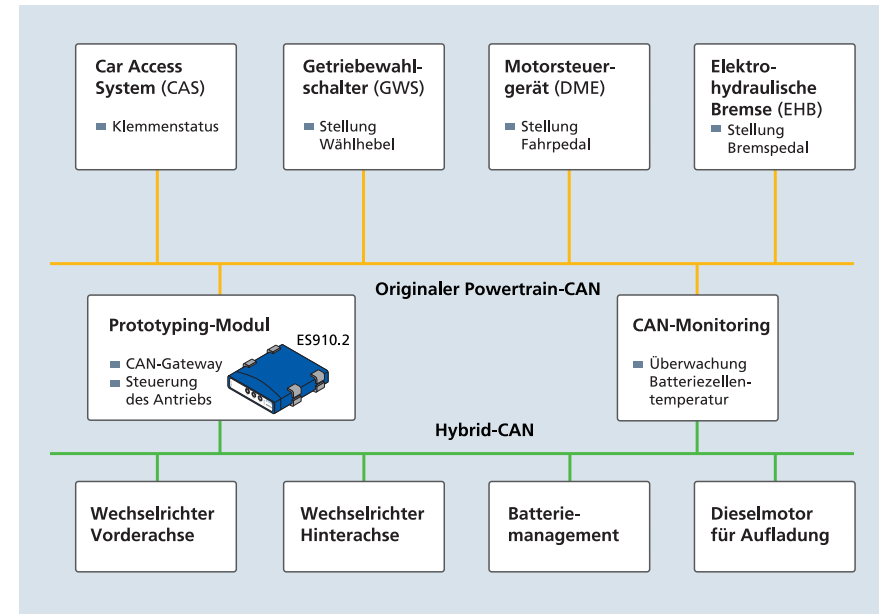 Car Access
System (CAS)
Klemmenstatus
Getriebewahl-
schalter (GWS)
Stellung
Wählhebel
Motorsteuer-
gerät (DME)
Stellung
Fahrpedal
Elektro-
hydraulische
Bremse (EHB)
Stellung
Bremspedal
Originaler Powertrain-CAN
Prototyping-Modul
ES910.2
CAN-Gateway
Steuerung
des Antriebs
CAN-Monitoring
Überwachung
Batteriezellen-
temperatur
Hybrid-CAN
Wechselrichter
Vorderachse
Wechselrichter
Hinterachse
Batterie-
management
Dieselmotor
für Aufladung